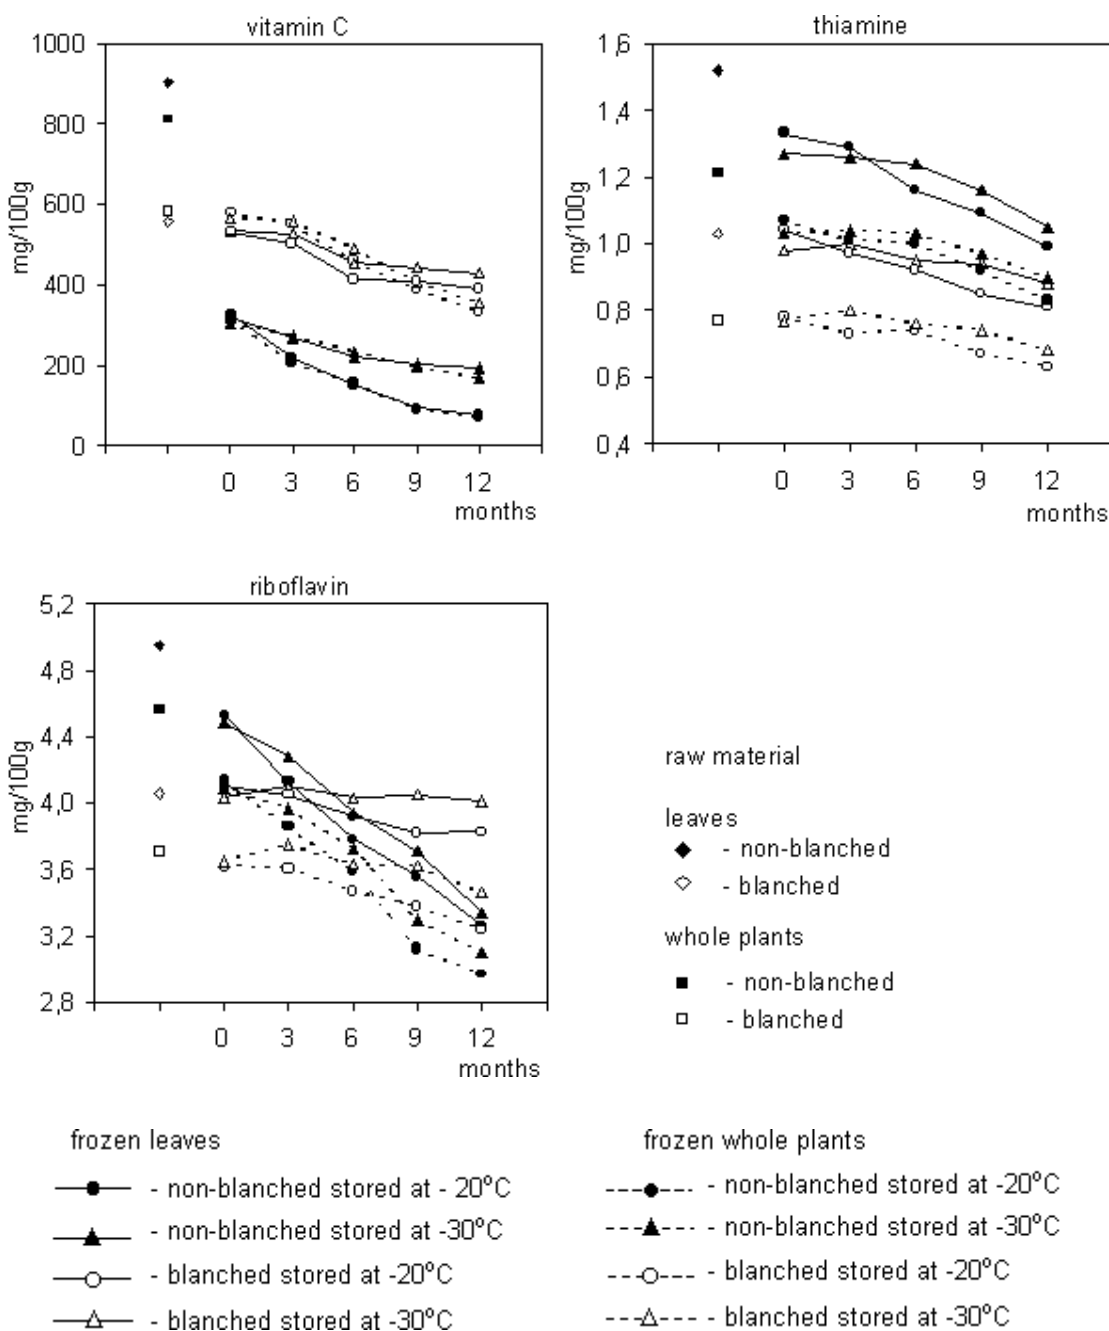 vitamin C
1000
800
600
400
200
0
mg/100g
0 3 6 9 12
months
thiamine
1,6
1,4
1,2
1,0
0,8
0,6
0,4
mg/100g
0 3 6 9 12
months
riboflavin
5,2
4,8
4,4
4,0
3,6
3,2
2,8
mg/100g
0 3 6 9 12
months
raw material
leaves
- non-blanched
- blanched
whole plants
- non-blanched
- blanched
frozen leaves
- non-blanched stored at - 20°C
- non-blanched stored at -30°C
- blanched stored at -20°C
- blanched stored at -30°C
frozen whole plants
- non-blanched stored at -20°C
- non-blanched stored at -30°C
- blanched stored at -20°C
- blanched stored at -30°C